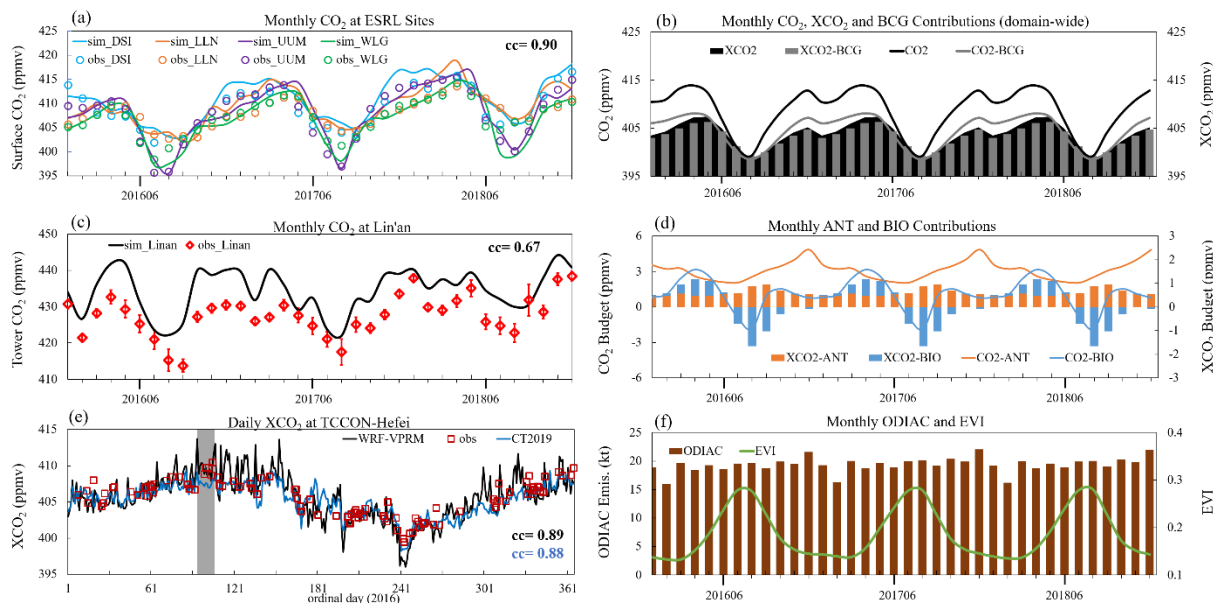 (a) Monthly CO₂ at ESRL Sites
425
420
415
410
405
400
395
Surface CO₂ (ppmv)
sim_DSI sim_LLN sim_UUM sim_WLG
obs_DSI obs_LLN obs_UUM obs_WLG
cc= 0.90
201606 201706 201806
(b) Monthly CO₂, XCO₂ and BCG Contributions (domain-wide)
XCO2 XCO2-BCG CO2 CO2-BCG
425
415
405
395
CO₂ (ppmv)
425
415
405
395
XCO₂ (ppmv)
201606 201706 201806
(c) Monthly CO₂ at Lin'an
sim_Linan obs_Linan
cc= 0.67
450
440
430
420
410
Tower CO₂ (ppmv)
201606 201706 201806
(d) Monthly ANT and BIO Contributions
6
3
0
-3
-6
CO₂ Budget (ppmv)
3
2
1
0
-1
-2
-3
XCO₂ Budget (ppmv)
XCO2-ANT XCO2-BIO CO2-ANT CO2-BIO
201606 201706 201806
(e) Daily XCO₂ at TCCON-Hefei
WRF-VPRM obs CT2019
415
410
405
400
395
XCO₂ (ppmv)
cc= 0.89
cc= 0.88
1 61 121 181 241 301 361
ordinal day (2016)
(f) Monthly ODIAC and EVI
ODIAC EVI
25
20
15
10
5
0
ODIAC Emis. (kt)
0.4
0.3
0.2
0.1
EVI
201606 201706 201806